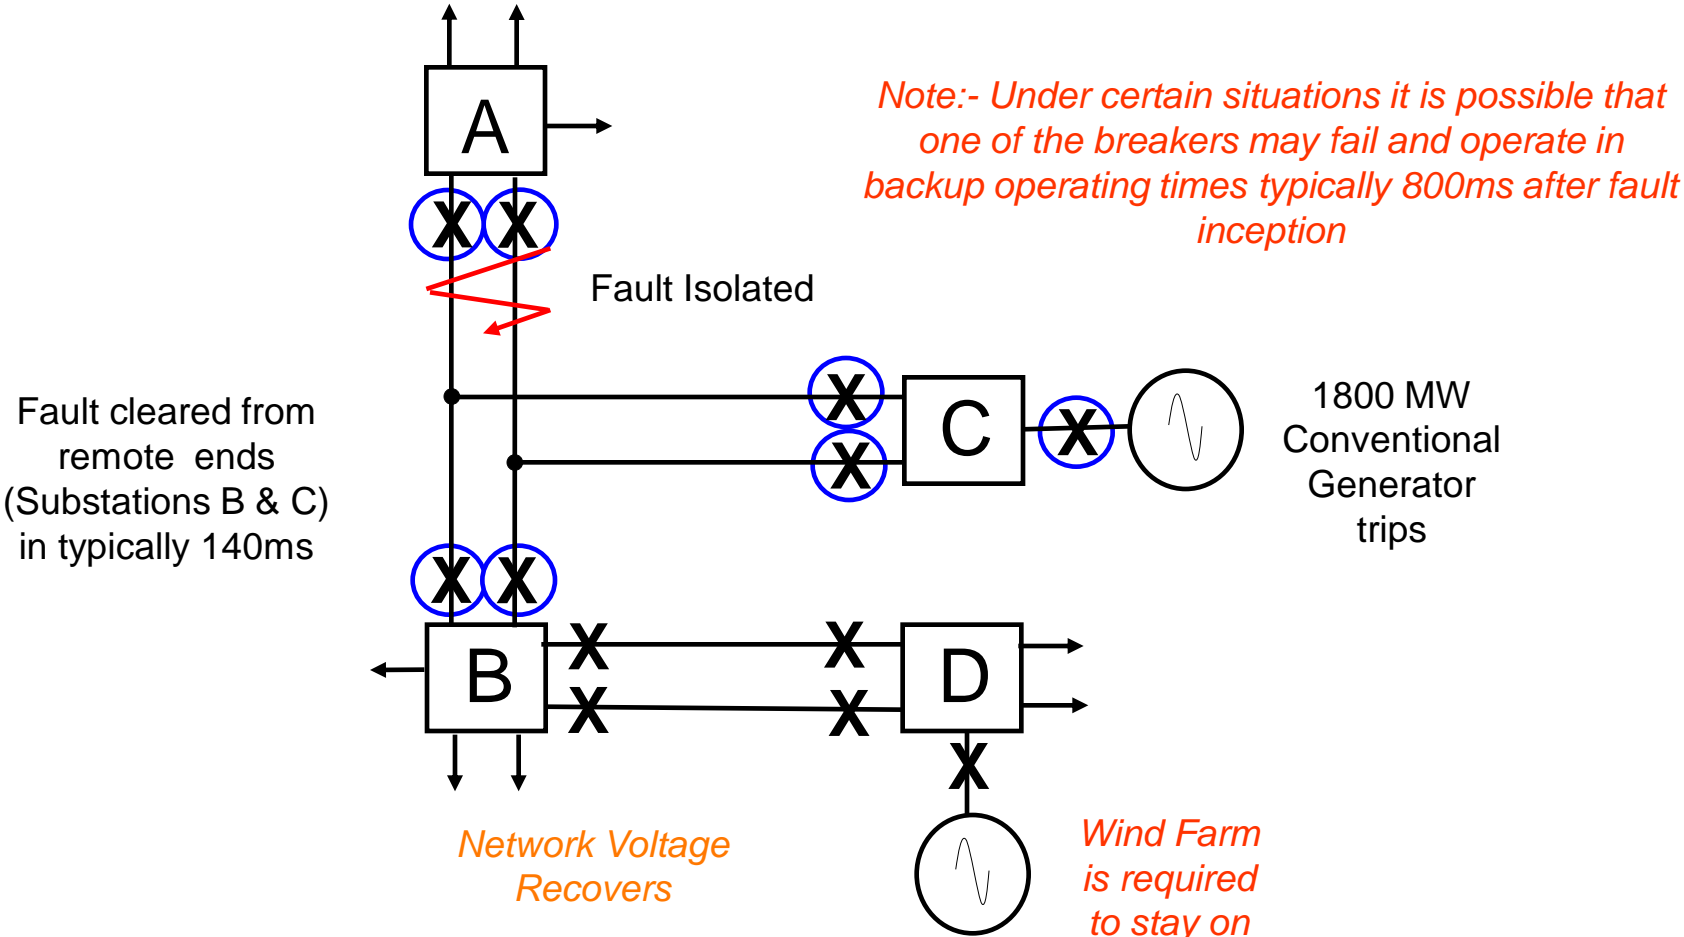 A
Note:- Under certain situations it is possible that
one of the breakers may fail and operate in
backup operating times typically 800ms after fault
inception
X X
Fault Isolated
Fault cleared from
remote ends
(Substations B & C)
in typically 140ms
X
X
C
X
1800 MW
Conventional
Generator
trips
X X
B
X X
X X
D
X
Network Voltage
Recovers
Wind Farm
is required
to stay on